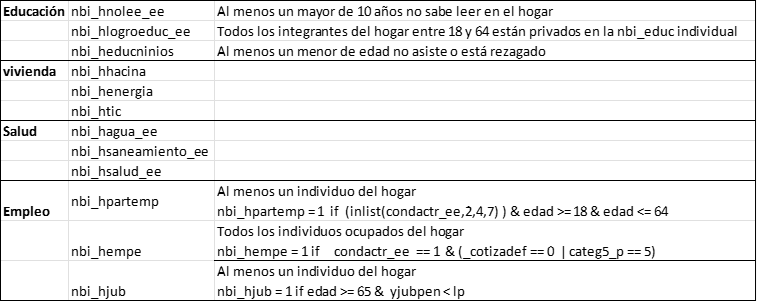 Educación nbi_hnolee_ee Al menos un mayor de 10 años no sabe leer en el hogar
nbi_hlogroeduc_ee Todos los integrantes del hogar entre 18 y 64 están privados en la nbi_educ individual
nbi_heducninios Al menos un menor de edad no asiste o está rezagado
vivienda nbi_hhacina
nbi_henergia
nbi_htic
Salud nbi_hagua_ee
nbi_hsaneamiento_ee
nbi_hsalud_ee
Empleo nbi_hpartemp Al menos un individuo del hogar
nbi_hpartemp = 1 if (inlist(condactr_ee,2,4,7) ) & edad >= 18 & edad <= 64
Todos los individuos ocupados del hogar
nbi_hempe nbi_hempe = 1 if condactr_ee == 1 & (_cotizadef == 0 | categ5_p == 5)
Al menos un individuo del hogar
nbi_hjub nbi_hjub = 1 if edad >= 65 & yjubpen < lp